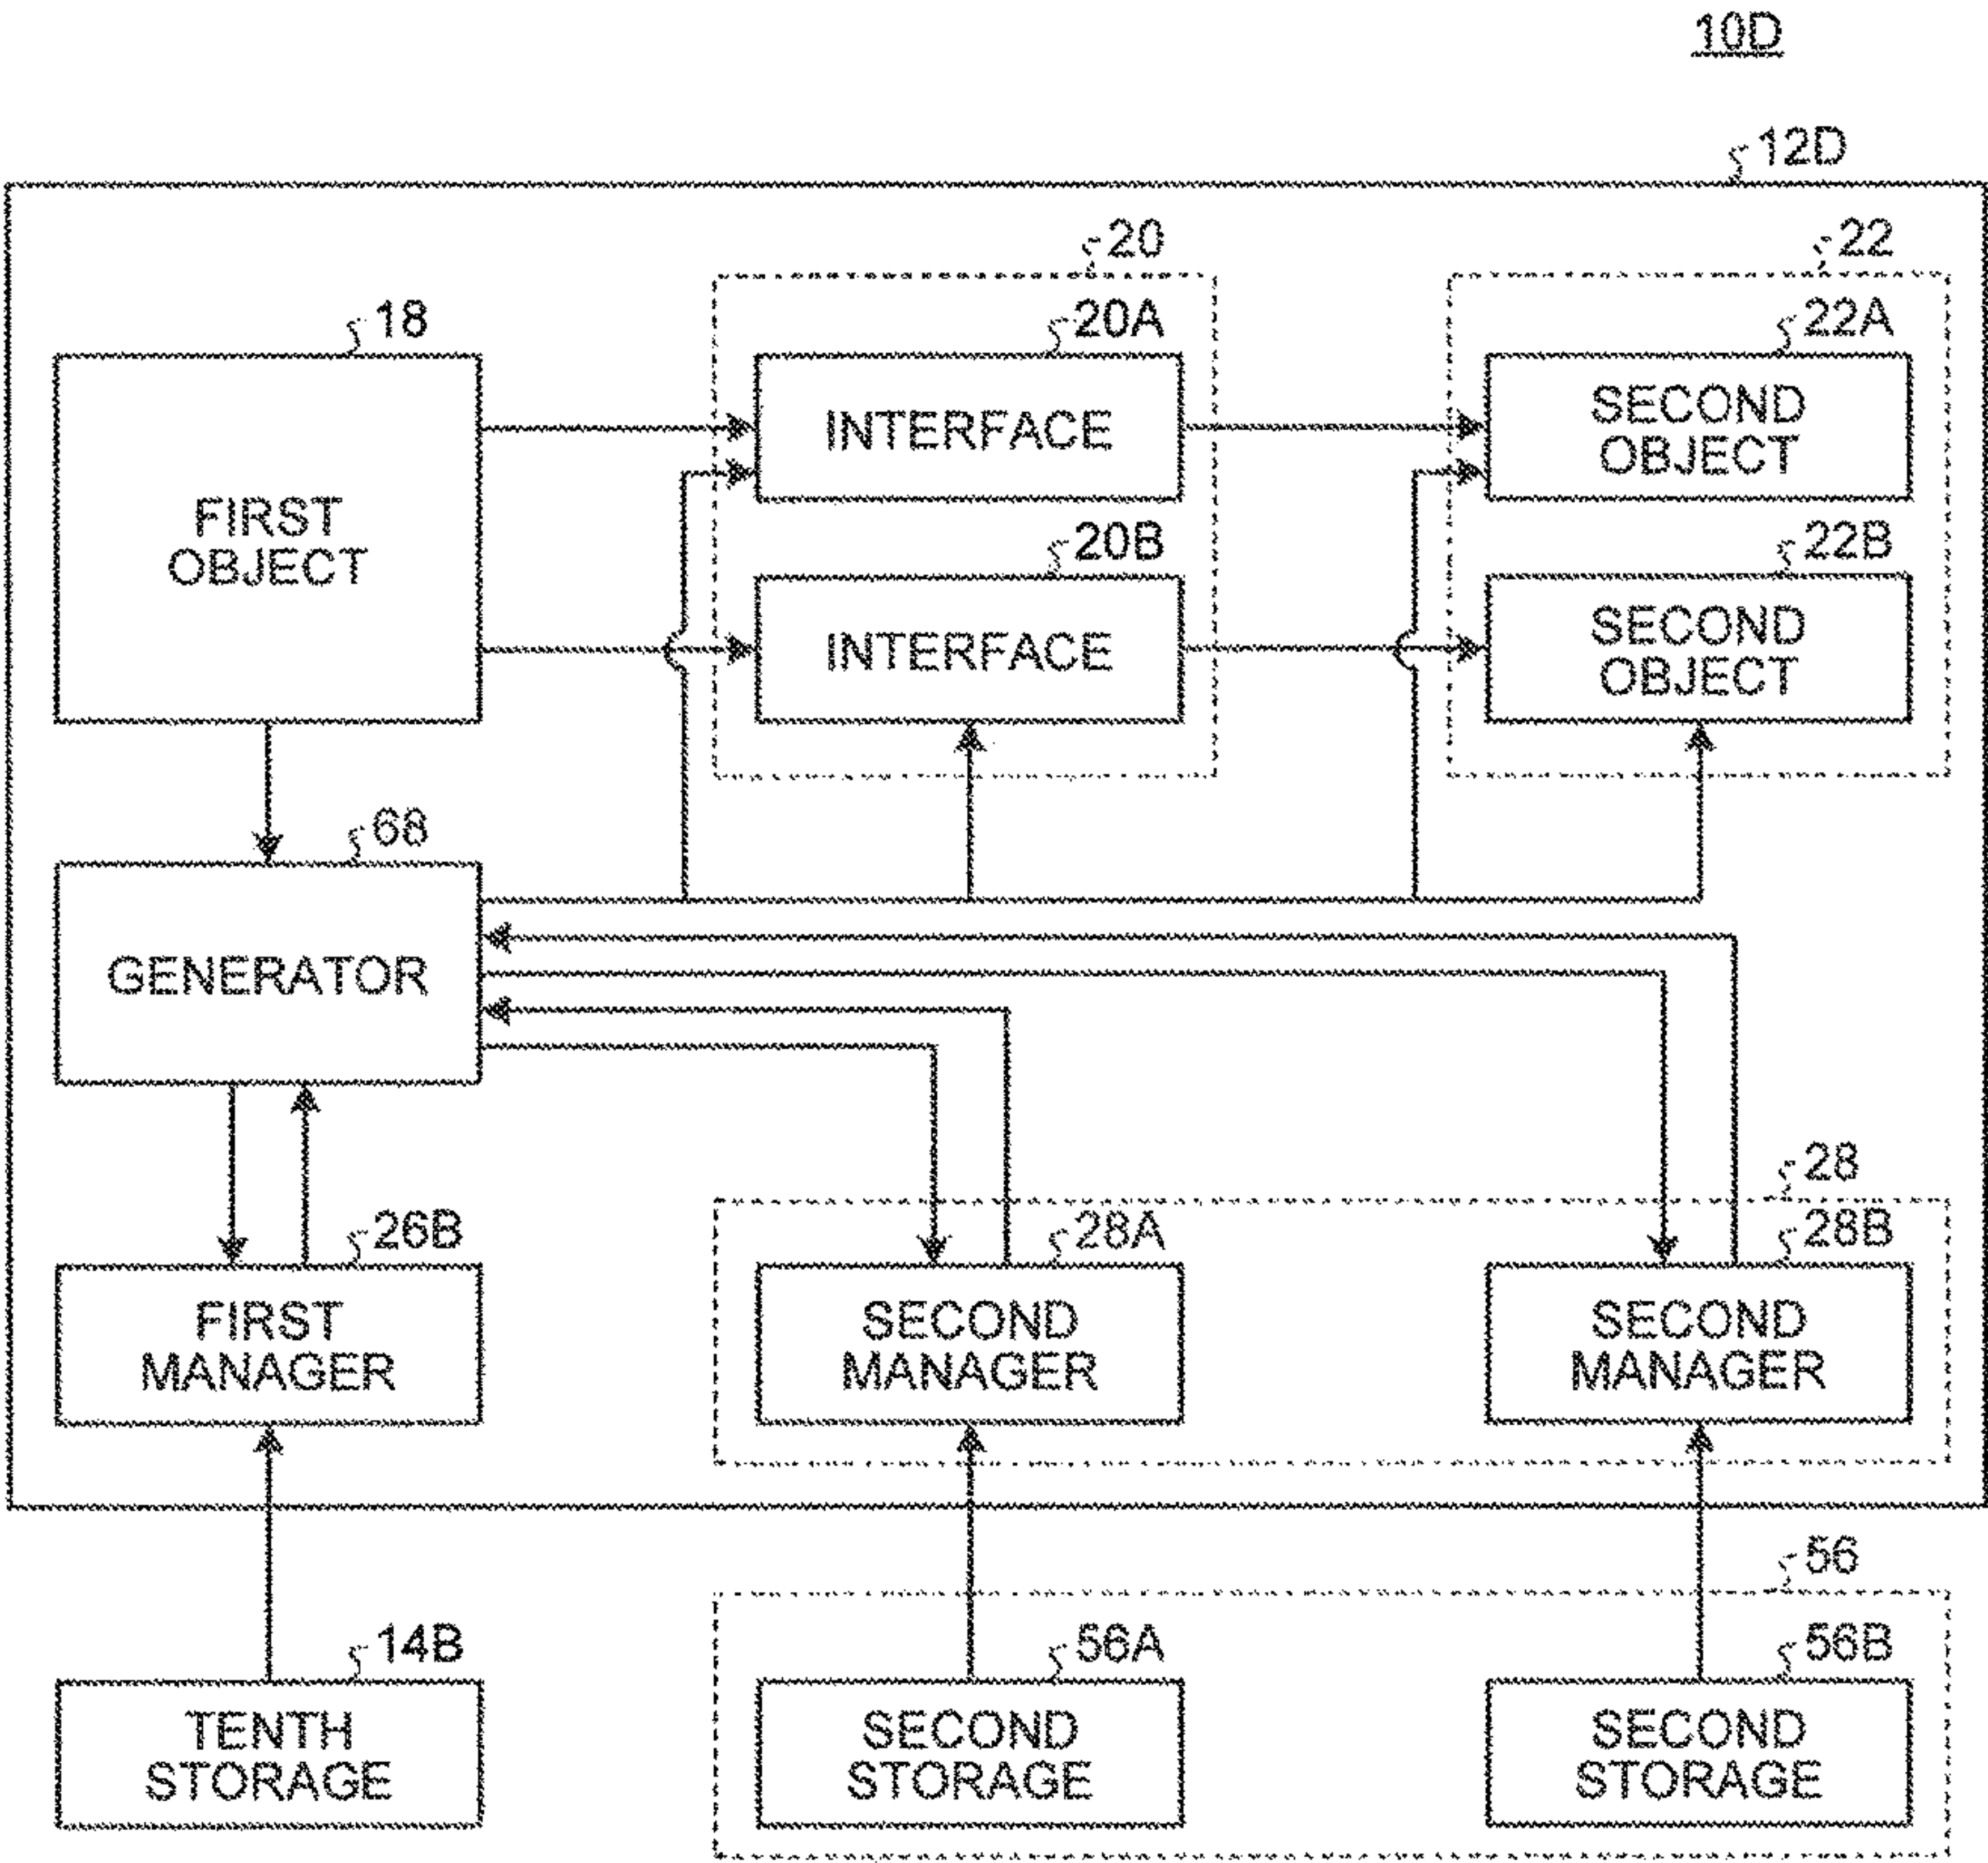 10D
12D
20
22
18
20A
22A
FIRST
OBJECT
INTERFACE
SECOND
OBJECT
20B
22B
INTERFACE
SECOND
OBJECT
68
GENERATOR
28
26B
28A
28B
FIRST
MANAGER
SECOND
MANAGER
SECOND
MANAGER
56
14B
56A
56B
TENTH
STORAGE
SECOND
STORAGE
SECOND
STORAGE